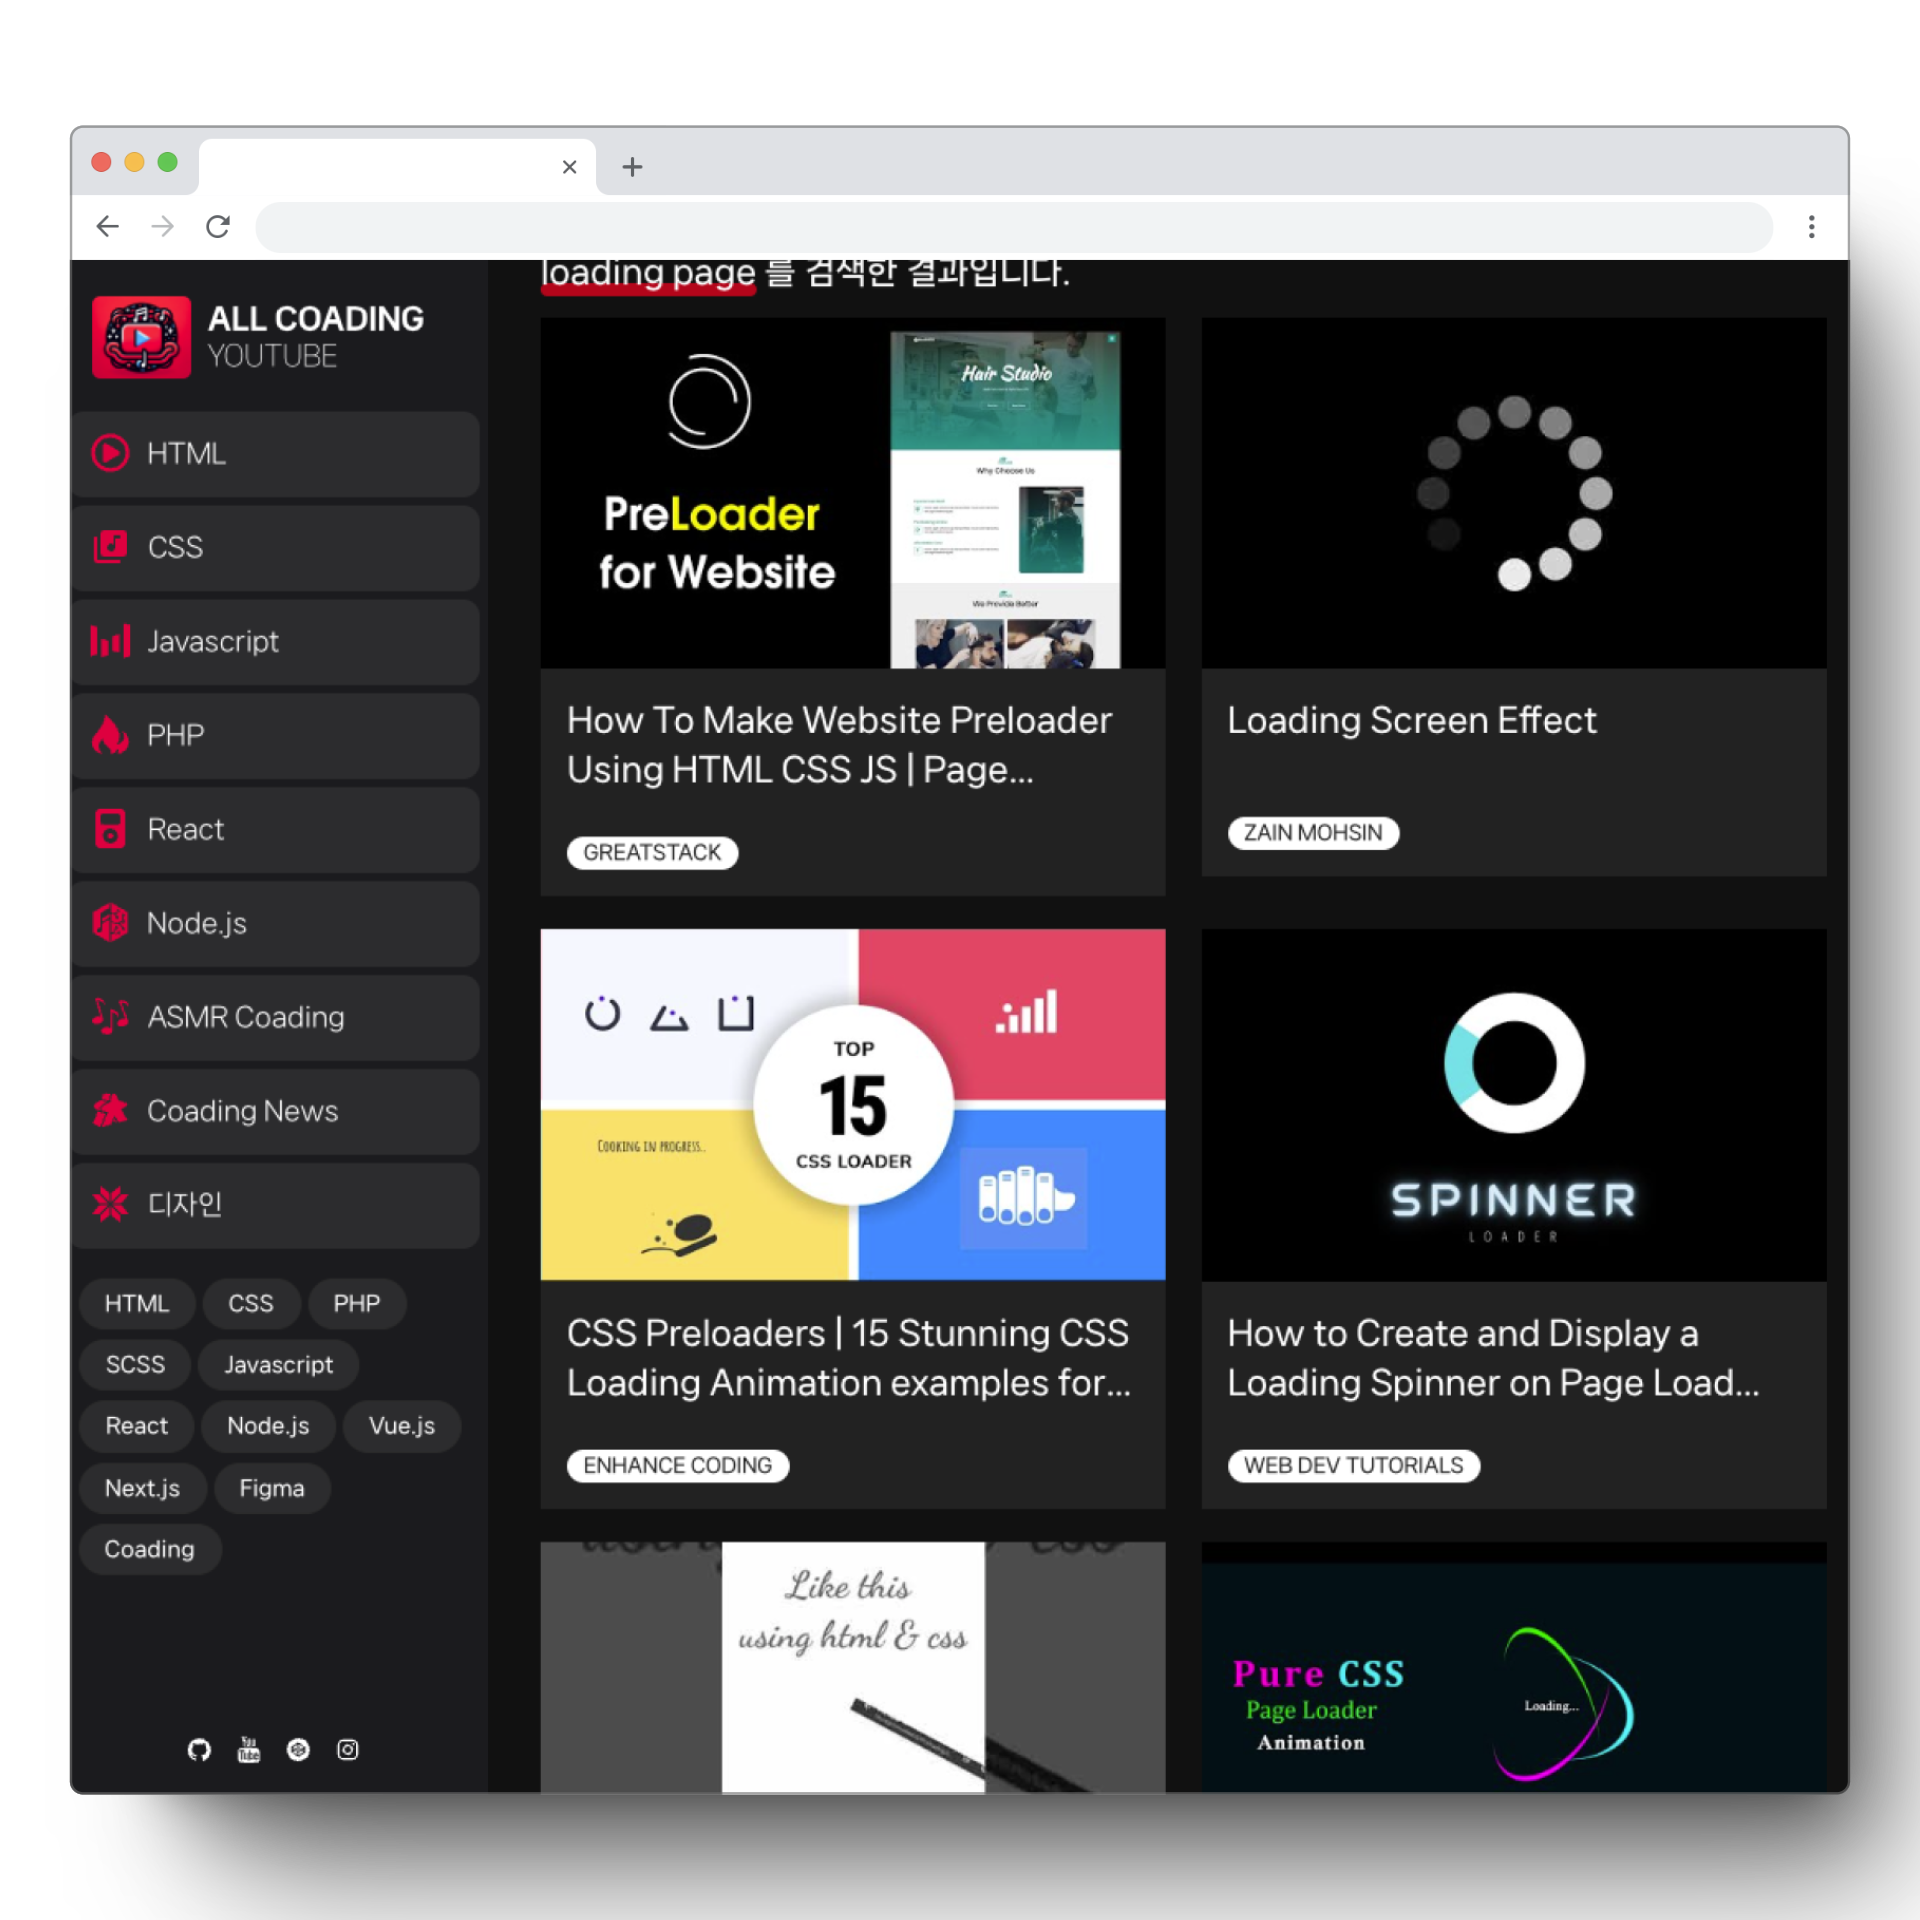 loading page 를 검색한 결과입니다.
ALL COADING
YOUTUBE
HTML
CSS
Javascript
PHP
React
Node.js
ASMR Coading
Coading News
디자인
HTML
CSS
PHP
SCSS
Javascript
React
Node.js
Vue.js
Next.js
Figma
Coading
You
Tube
PreLoader
for Website
Hair Studio
Why Choose Us
We Provide Better
How To Make Website Preloader
Using HTML CSS JS | Page...
GREATSTACK
Loading Screen Effect
ZAIN MOHSIN
TOP
15
CSS LOADER
COOKING IN PROGRESS..
CSS Preloaders | 15 Stunning CSS
Loading Animation examples for...
ENHANCE CODING
SPINNER
LOADER
How to Create and Display a
Loading Spinner on Page Load...
WEB DEV TUTORIALS
Like this
using html & css
Pure CSS
Page Loader
Animation
Loading...